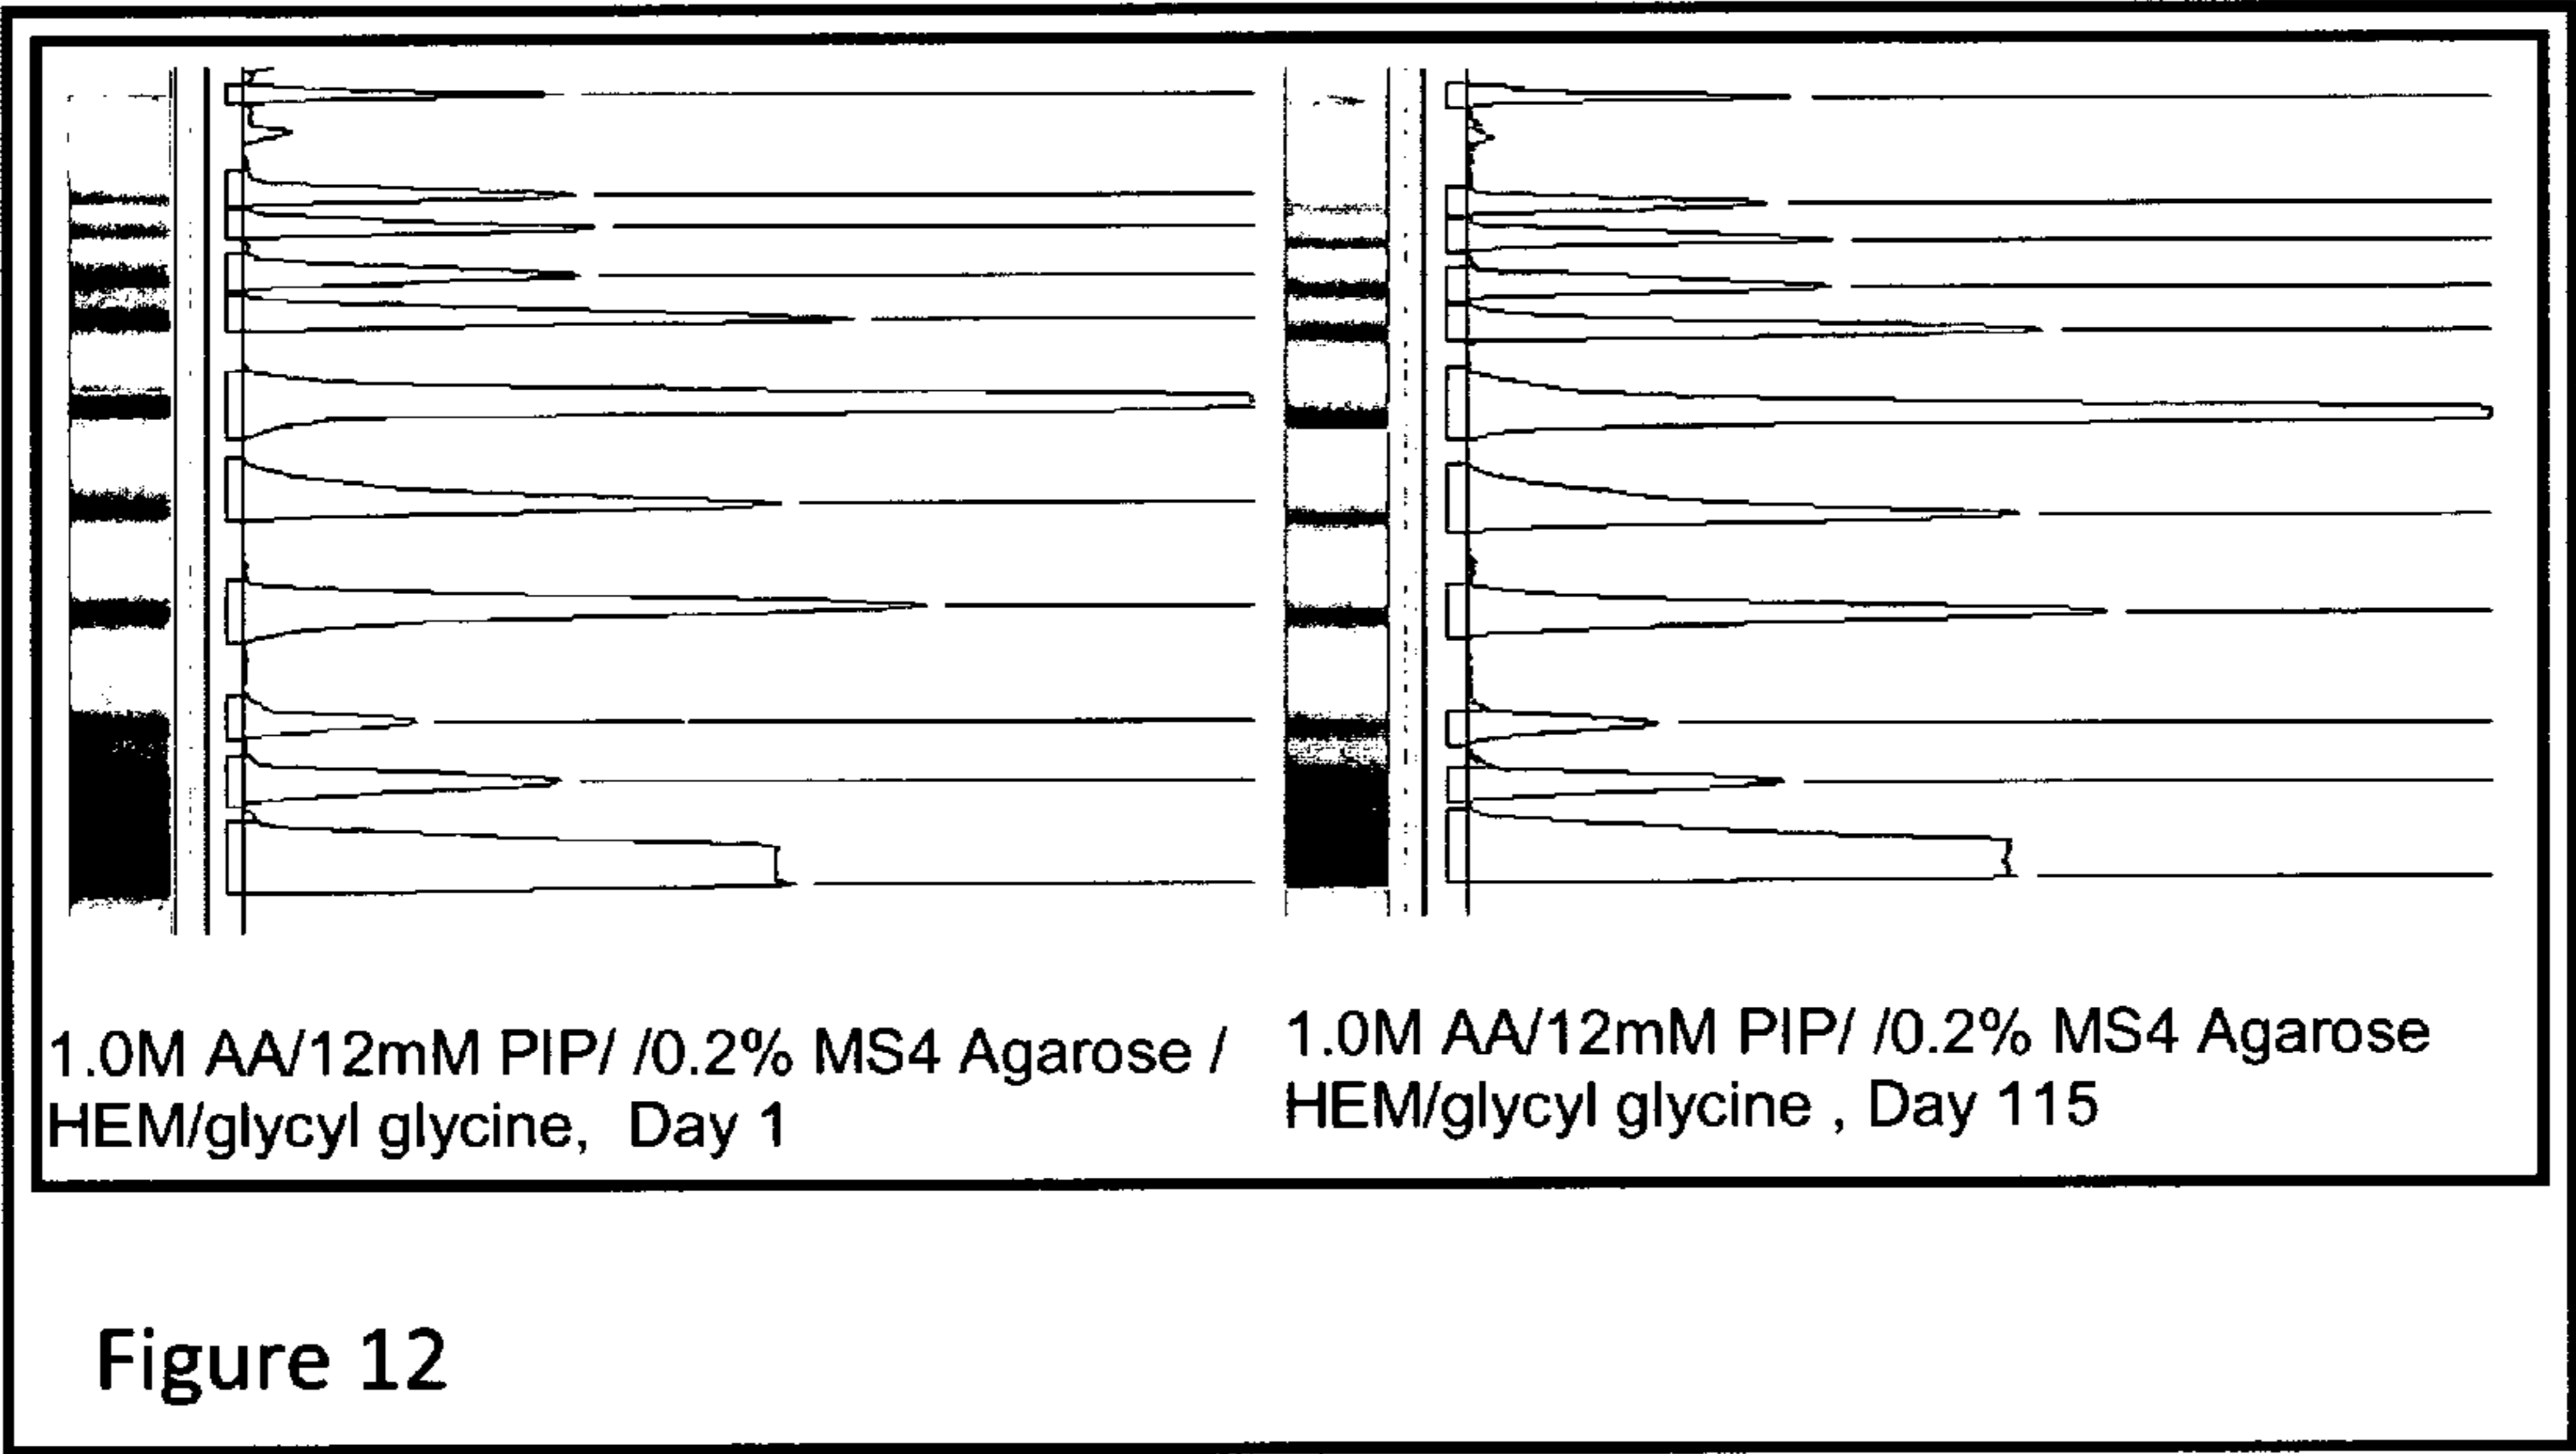 1.0M AA/12mM PIP/ /0.2% MS4 Agarose /
HEM/glycyl glycine,  Day 1
1.0M AA/12mM PIP/ /0.2% MS4 Agarose
HEM/glycyl glycine , Day 115
Figure 12